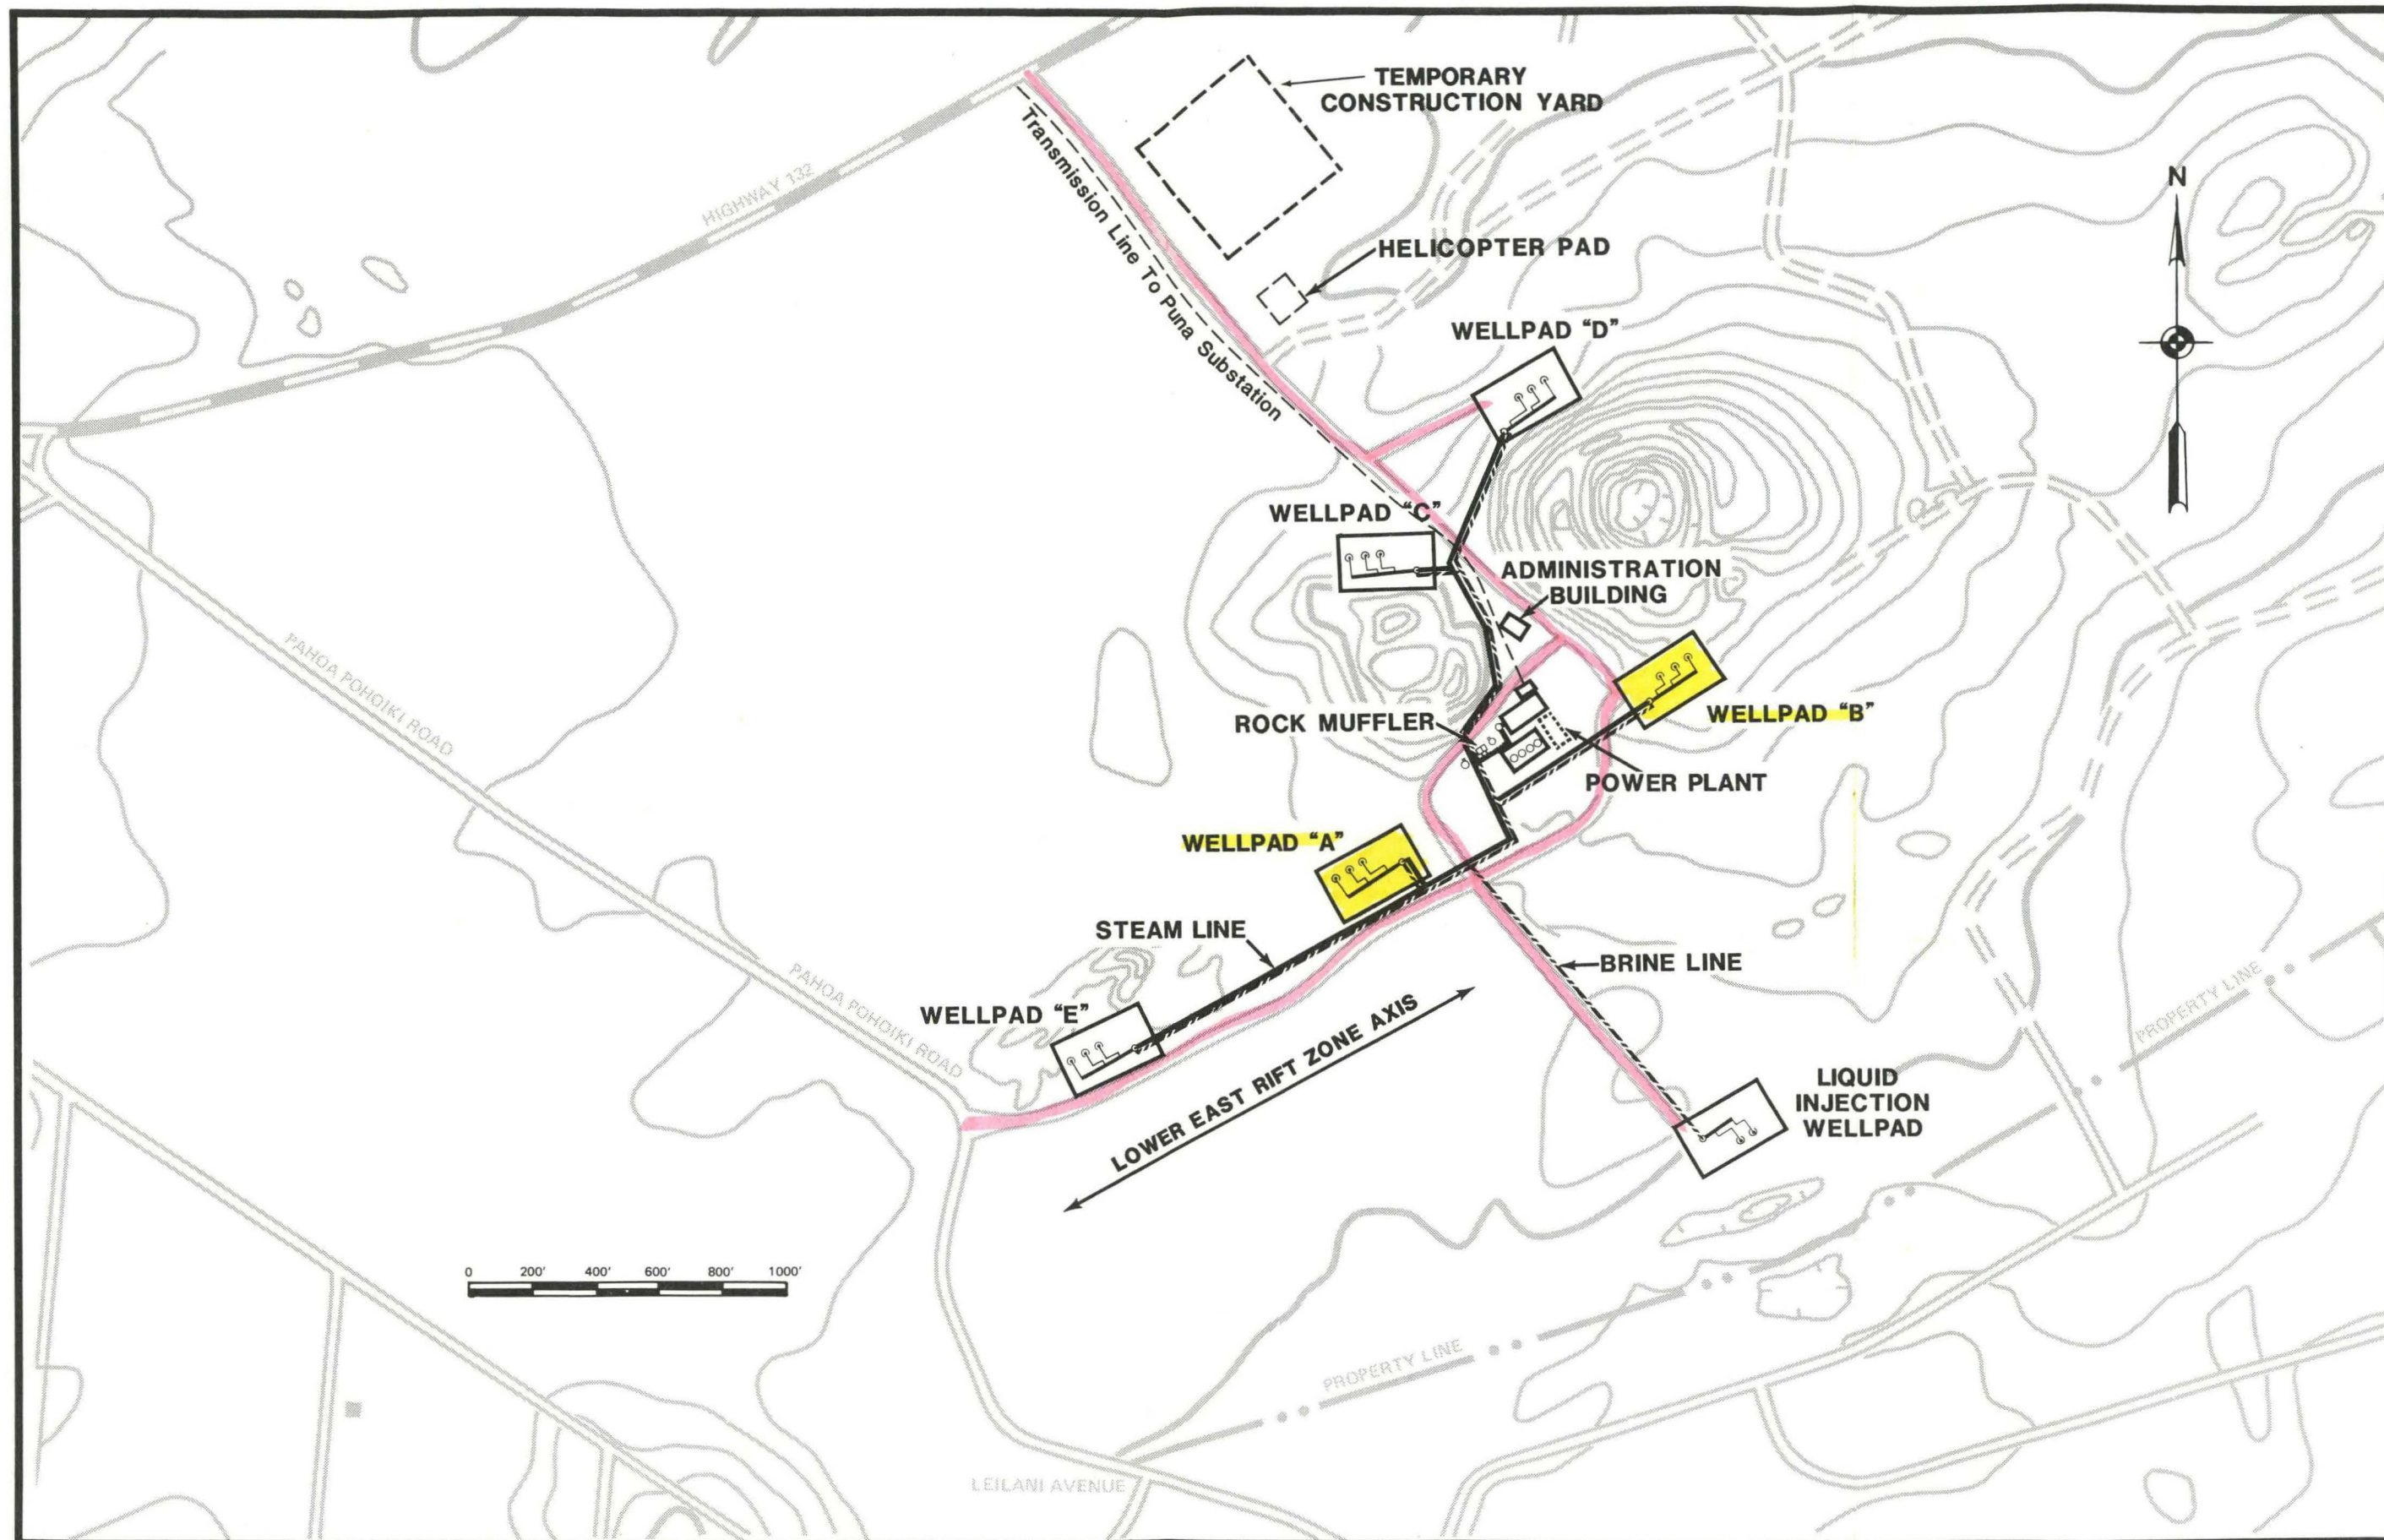 TEMPORARY
CONSTRUCTION YARD
HIGHWAY 132
Transmission Line To Puna Substation
N
HELICOPTER PAD
WELLPAD "D"
WELLPAD "C"
ADMINISTRATION
BUILDING
PAHOA POHOIKI ROAD
ROCK MUFFLER
WELLPAD "B"
POWER PLANT
WELLPAD "A"
STEAM LINE
BRINE LINE
PAHOA POHOIKI ROAD
PROPERTY LINE
WELLPAD "E"
LOWER EAST RIFT ZONE AXIS
LIQUID
INJECTION
WELLPAD
0 200' 400' 600' 800' 1000'
PROPERTY LINE
LEILANI AVENUE